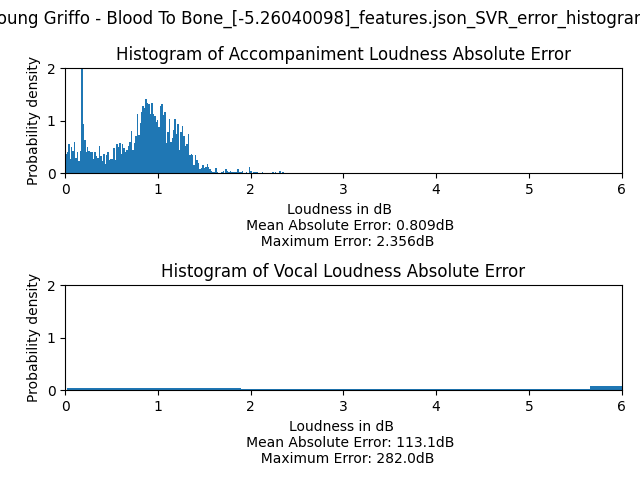 oung Griffo - Blood To Bone_[-5.26040098]_features.json_SVR_error_histogram
Histogram of Accompaniment Loudness Absolute Error
Probability density
2
1
0
0 1 2 3 4 5 6
Loudness in dB
Mean Absolute Error: 0.809dB
Maximum Error: 2.356dB
Histogram of Vocal Loudness Absolute Error
Probability density
2
1
0
0 1 2 3 4 5 6
Loudness in dB
Mean Absolute Error: 113.1dB
Maximum Error: 282.0dB